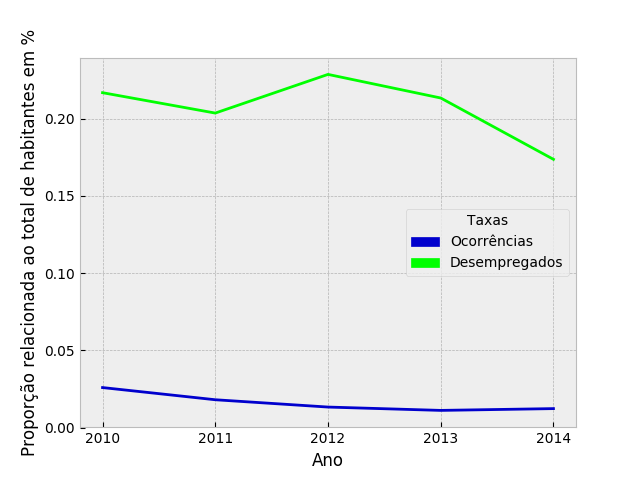 Proporção relacionada ao total de habitantes em %
0.20
0.15
0.10
0.05
0.00
Taxas
Ocorrências
Desempregados
2010 2011 2012 2013 2014
Ano